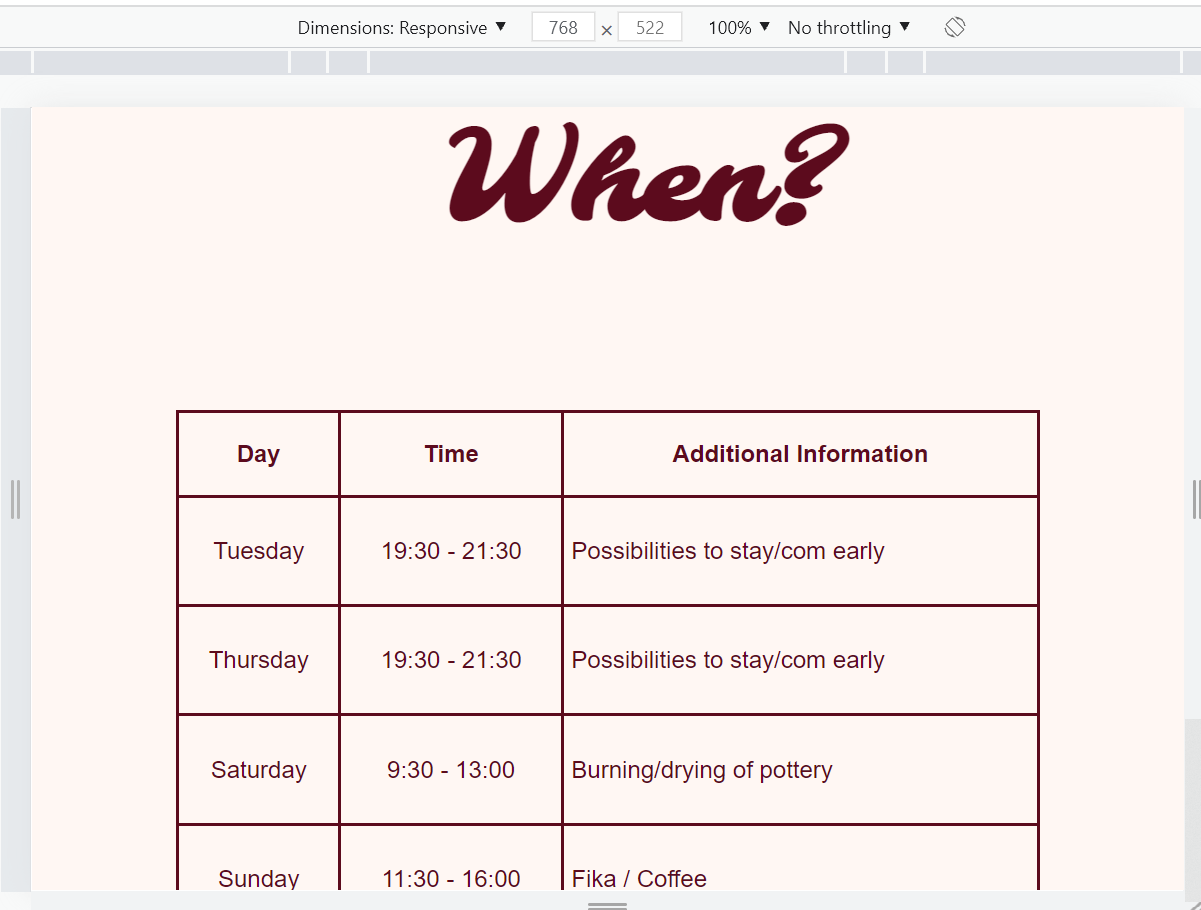 Dimensions: Responsive ▼ 768 × 522 100% ▼ No throttling ▼
When?
Day Time Additional Information
Tuesday 19:30 - 21:30 Possibilities to stay/com early
Thursday 19:30 - 21:30 Possibilities to stay/com early
Saturday 9:30 - 13:00 Burning/drying of pottery
Sunday 11:30 - 16:00 Fika / Coffee